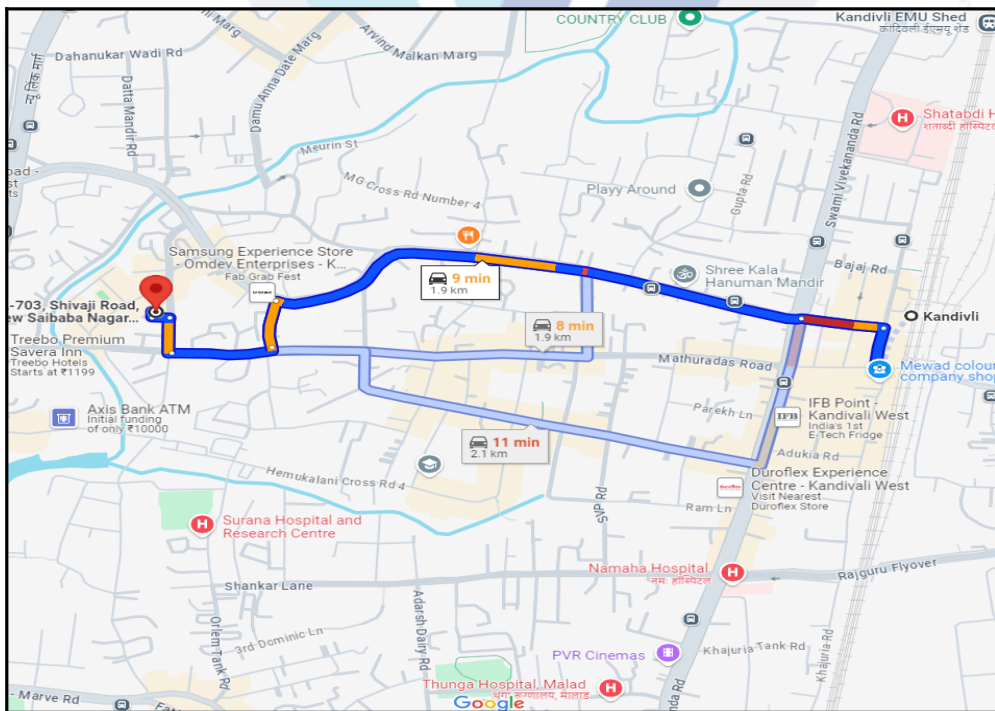 COUNTRY CLUB
Kandivli EMU Shed
कांदिवली ईएमयू शेड
Dahanukar Wadi Rd
Arvind Malkan Marg
Damu Anna Date Marg
Datta Mandir Rd
Shatabdi H
शताब्दी हॉस्पिटल
Meurin St
MG Cross Rd Number 4
Playy Around
Gupta Rd
Swami Vivekananda Rd
Samsung Experience Store
- Omdev Enterprises - K...
Fab Grab Fest
9 min
1.9 km
Shree Kala
Hanuman Mandir
Bajaj Rd
-703, Shivaji Road,
ew Saibaba Nagar...
Kandivli
8 min
1.9 km
Treebo Premium
Savera Inn
Treebo Hotels
Starts at ₹1199
Mathuradas Road
Mewad colour
company shop
Axis Bank ATM
Initial funding
of only ₹10000
Parekh Ln
IFB
IFB Point -
Kandivali West
India's 1st
E-Tech Fridge
11 min
2.1 km
Adukia Rd
Hemukalani Cross Rd 4
Duroflex Experience
Centre - Kandivali West
Visit Nearest
Duroflex Store
Ram Ln
SVP Rd
Surana Hospital and
Research Centre
Namaha Hospital
नमः हॉस्पिटल
Rajguru Flyover
Shankar Lane
Adarsh Dairy Rd
Orlem Tank Rd
3rd Dominic Ln
PVR Cinemas
Khajuria Tank Rd
Khajuria Rd
Thunga Hospital, Malad
थुंगा रुग्णालय, मालाड
- Marve Rd
Google
nda Rd